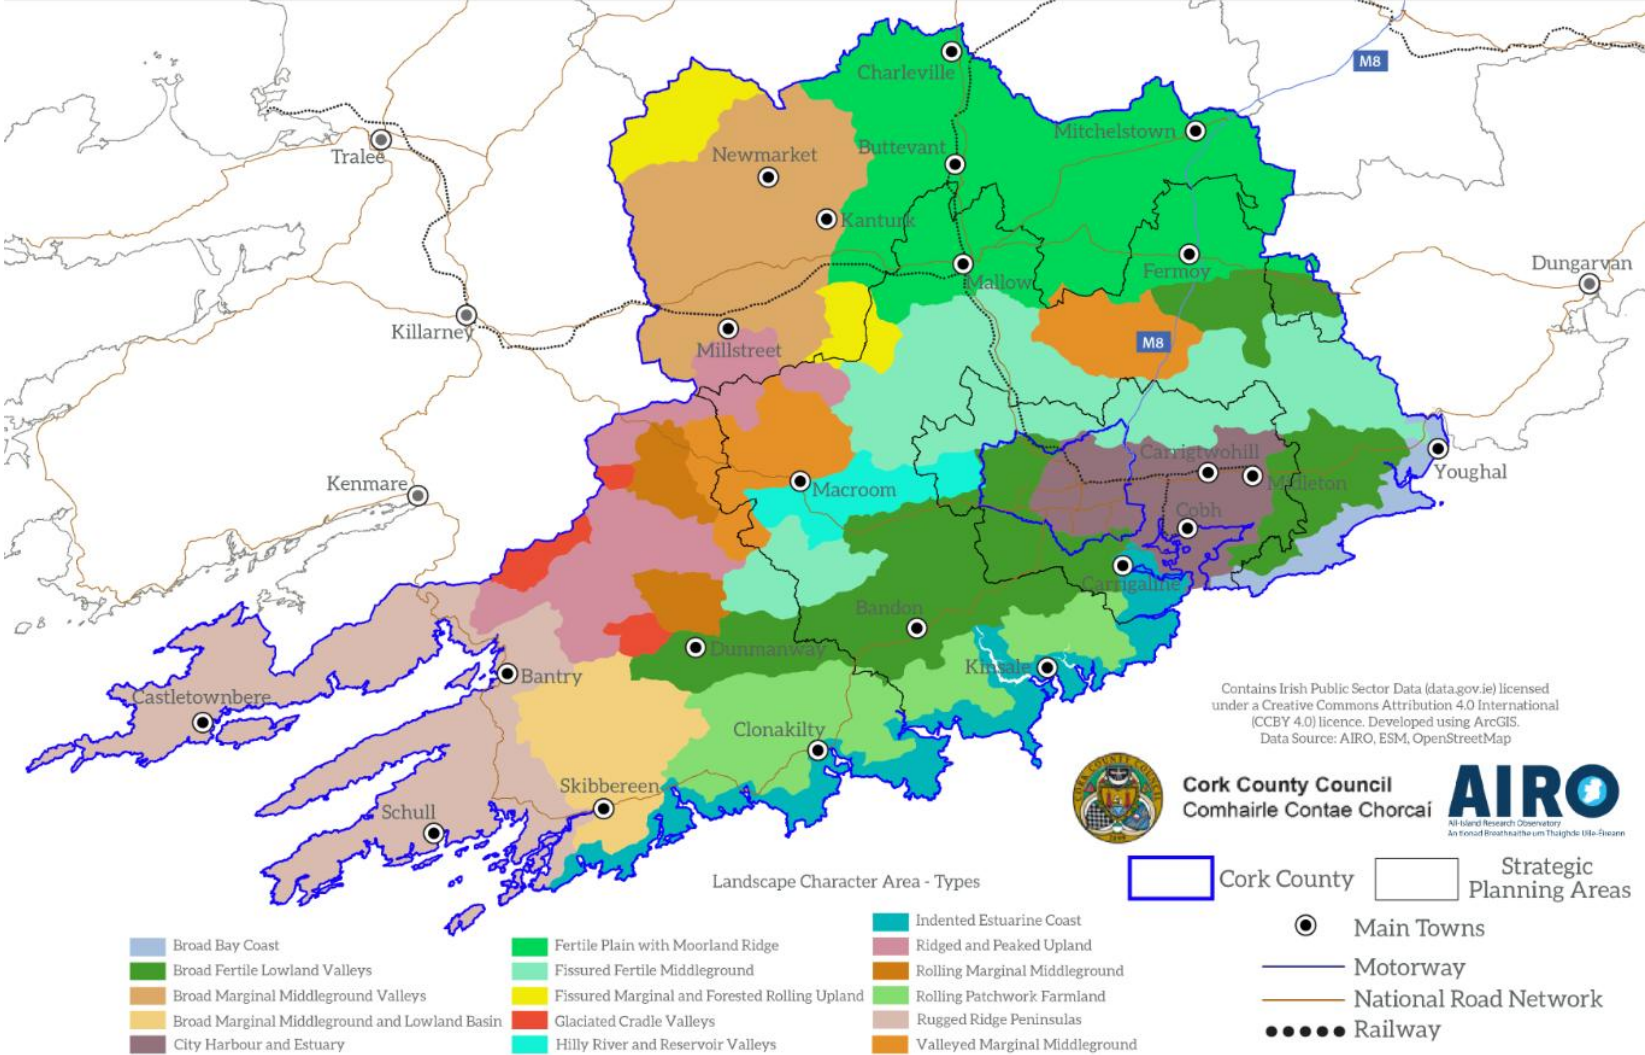 Charleville
M8
Mitchelstown
Tralee
Newmarket
Buttevant
Kanturk
Dungarvan
Fermoy
Mallow
Killarney
Millstreet
M8
Carrigtwohill
Youghal
Kenmare
Macroom
Midleton
Cobh
Carrigaline
Bandon
Dunmanway
Kinsale
Bantry
Castletownbere
Clonakilty
Skibbereen
Schull
Contains Irish Public Sector Data (data.gov.ie) licensed
under a Creative Commons Attribution 4.0 International
(CCBY 4.0) licence. Developed using ArcGIS.
Data Source: AIRO, ESM, OpenStreetMap
Cork County Council
Comhairle Contae Chorcaí
AIRO
All-Island Research Observatory
An tIonad Breathnaithe um Thaighde Uile-Éireann
Cork County
Strategic
Planning Areas
Main Towns
Motorway
National Road Network
Railway
Landscape Character Area - Types
Broad Bay Coast
Broad Fertile Lowland Valleys
Broad Marginal Middleground Valleys
Broad Marginal Middleground and Lowland Basin
City Harbour and Estuary
Fertile Plain with Moorland Ridge
Fissured Fertile Middleground
Fissured Marginal and Forested Rolling Upland
Glaciated Cradle Valleys
Hilly River and Reservoir Valleys
Indented Estuarine Coast
Ridged and Peaked Upland
Rolling Marginal Middleground
Rolling Patchwork Farmland
Rugged Ridge Peninsulas
Valleyed Marginal Middleground